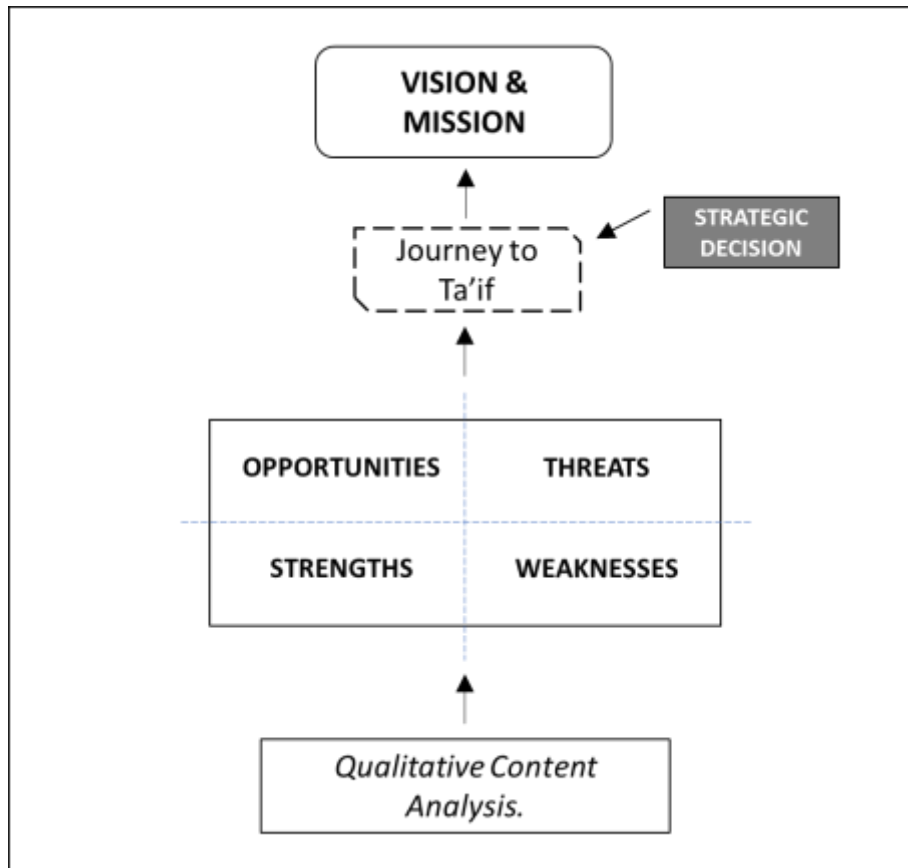 VISION &
MISSION
STRATEGIC
DECISION
Journey to
Ta’if
OPPORTUNITIES
THREATS
STRENGTHS
WEAKNESSES
Qualitative Content
Analysis.